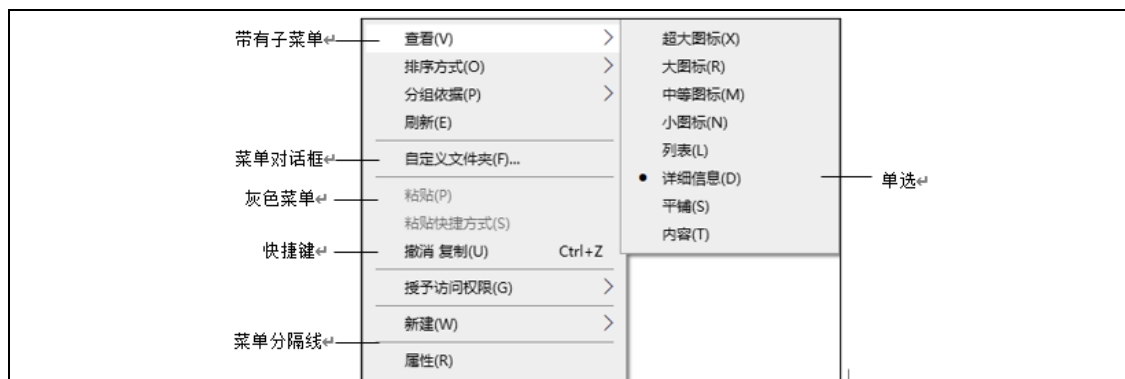 带有子菜单
查看(V)
排序方式(O)
分组依据(P)
刷新(E)
菜单对话框
自定义文件夹(F)...
灰色菜单
粘贴(P)
粘贴快捷方式(S)
快捷键
撤消 复制(U) Ctrl+Z
授予访问权限(G)
新建(W)
菜单分隔线
属性(R)
超大图标(X)
大图标(R)
中等图标(M)
小图标(N)
列表(L)
详细信息(D)
单选
平铺(S)
内容(T)